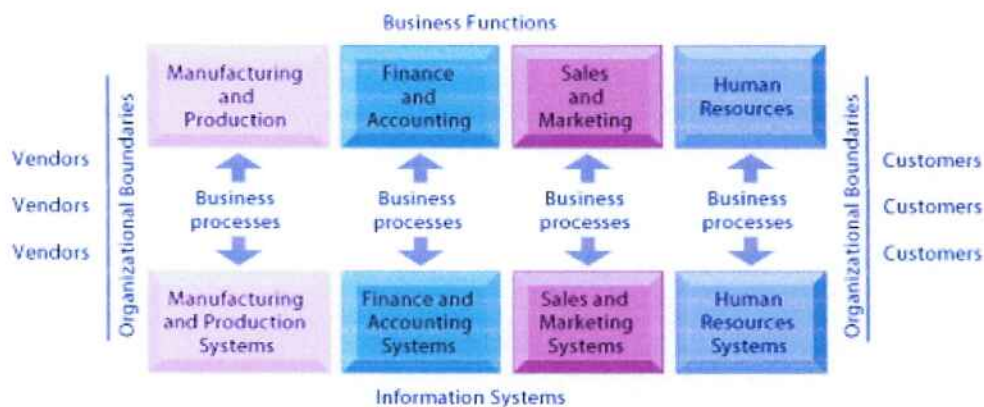 Business Functions
Manufacturing
and
Production
Finance
and
Accounting
Sales
and
Marketing
Human
Resources
Vendors
Vendors
Vendors
Organizational Boundaries
Business
processes
Business
processes
Business
processes
Business
processes
Organizational Boundaries
Customers
Customers
Customers
Manufacturing
and Production
Systems
Finance and
Accounting
Systems
Sales and
Marketing
Systems
Human
Resources
Systems
Information Systems